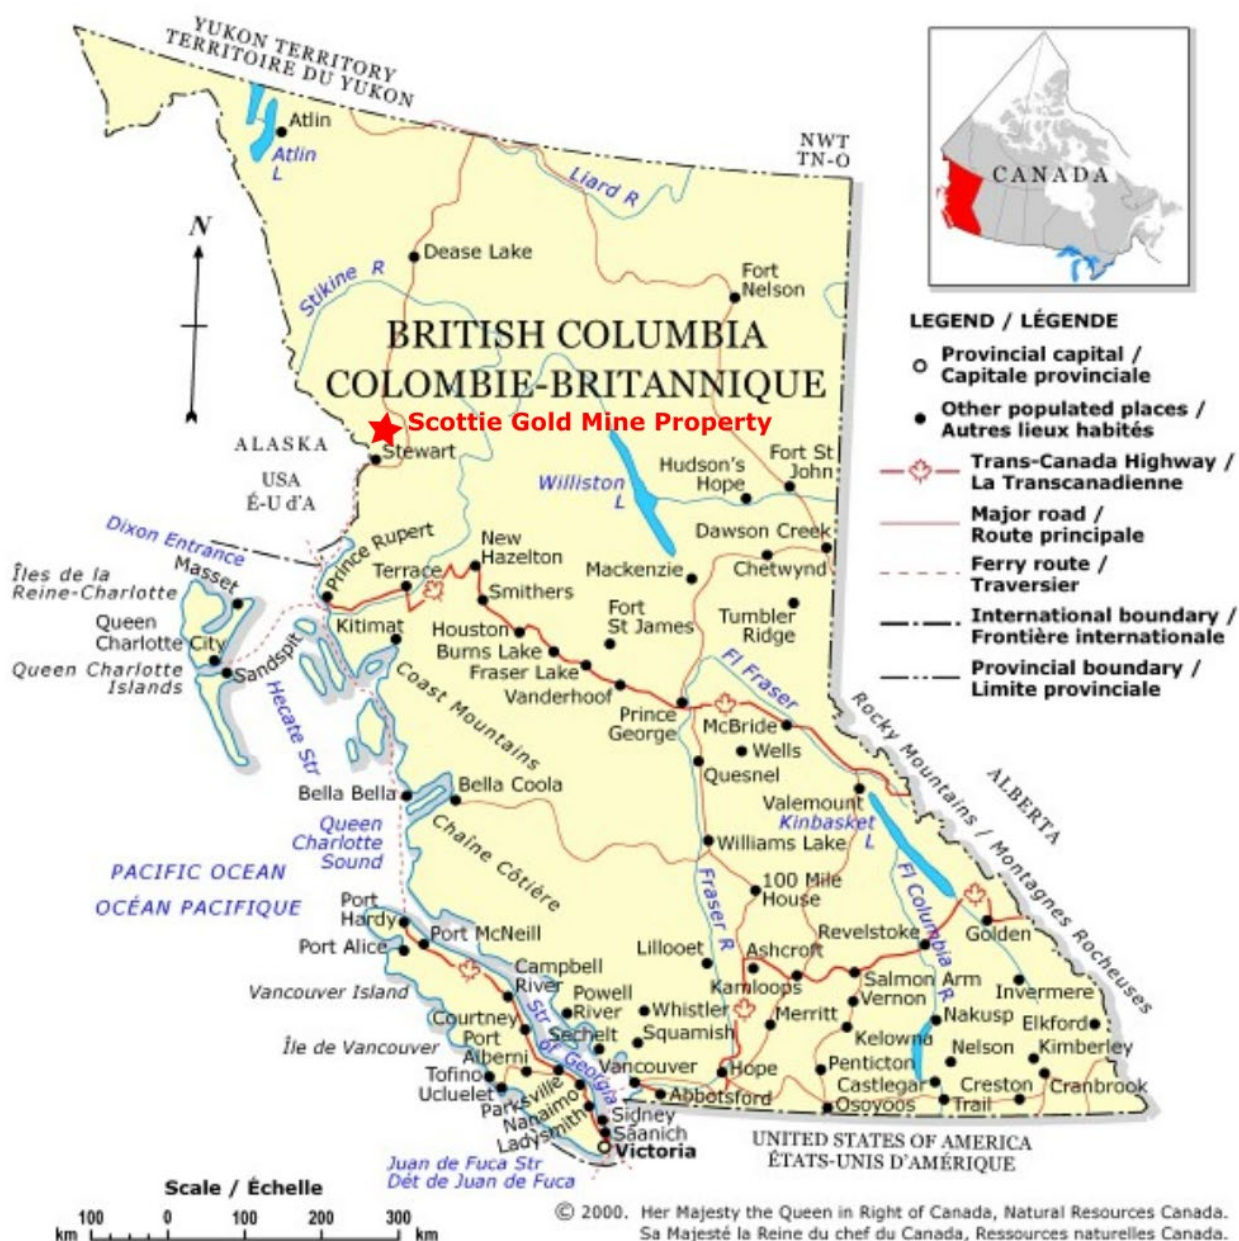 YUKON TERRITORY
TERRITOIRE DU YUKON
NWT
TN-O
Atlin
Atlin
L
Liard R
CANADA
N
Dease Lake
Stikine R
Fort
Nelson
BRITISH COLUMBIA
COLOMBIE-BRITANNIQUE
Scottie Gold Mine Property
Stewart
ALASKA
USA
É-U d'A
LEGEND / LÉGENDE
Provincial capital /
Capitale provinciale
Other populated places /
Autres lieux habités
Trans-Canada Highway /
La Transcanadienne
Major road /
Route principale
Ferry route /
Traversier
International boundary /
Frontière internationale
Provincial boundary /
Limite provinciale
Williston
L
Hudson's
Hope
Fort St
John
Dixon Entrance
Masset
Îles de la
Reine-Charlotte
Queen
Charlotte City
Queen Charlotte
Islands
Sandspit
Hecate Str
Prince Rupert
Terrace
New
Hazelton
Smithers
Kitimat
Houston
Burns Lake
Fraser Lake
Vanderhoof
Fort
St James
Mackenzie
Dawson Creek
Chetwynd
Tumbler
Ridge
Prince
George
Fl Fraser
McBride
Wells
Quesnel
Valemount
Kinbasket
L
Rocky Mountains / Montagnes Rocheuses
ALBERTA
Coast Mountains
Chaîne Côtière
Bella Bella
Bella Coola
Queen
Charlotte
Sound
PACIFIC OCEAN
OCÉAN PACIFIQUE
Williams Lake
100 Mile
House
Fraser R
Fl Columbia R
Port
Hardy
Port Alice
Port McNeill
Vancouver Island
Île de Vancouver
Campbell
River
Courtney
Port
Alberni
Tofino
Ucluelet
Parksville
Nanaimo
Ladysmith
Powell
River
Sechelt
Str of Georgia
Lillooet
Ashcroft
Kamloops
Revelstoke
Golden
Salmon Arm
Vernon
Invermere
Whistler
Squamish
Merritt
Kelowna
Nakusp
Elkford
Nelson
Kimberley
Vancouver
Hope
Penticton
Castlegar
Creston
Cranbrook
Abbotsford
Osoyoos
Trail
Sidney
Saanich
Victoria
Juan de Fuca Str
Dét de Juan de Fuca
UNITED STATES OF AMERICA
ÉTATS-UNIS D'AMÉRIQUE
Scale / Échelle
100 0 100 200 300
km km
© 2000. Her Majesty the Queen in Right of Canada, Natural Resources Canada.
Sa Majesté la Reine du chef du Canada, Ressources naturelles Canada.